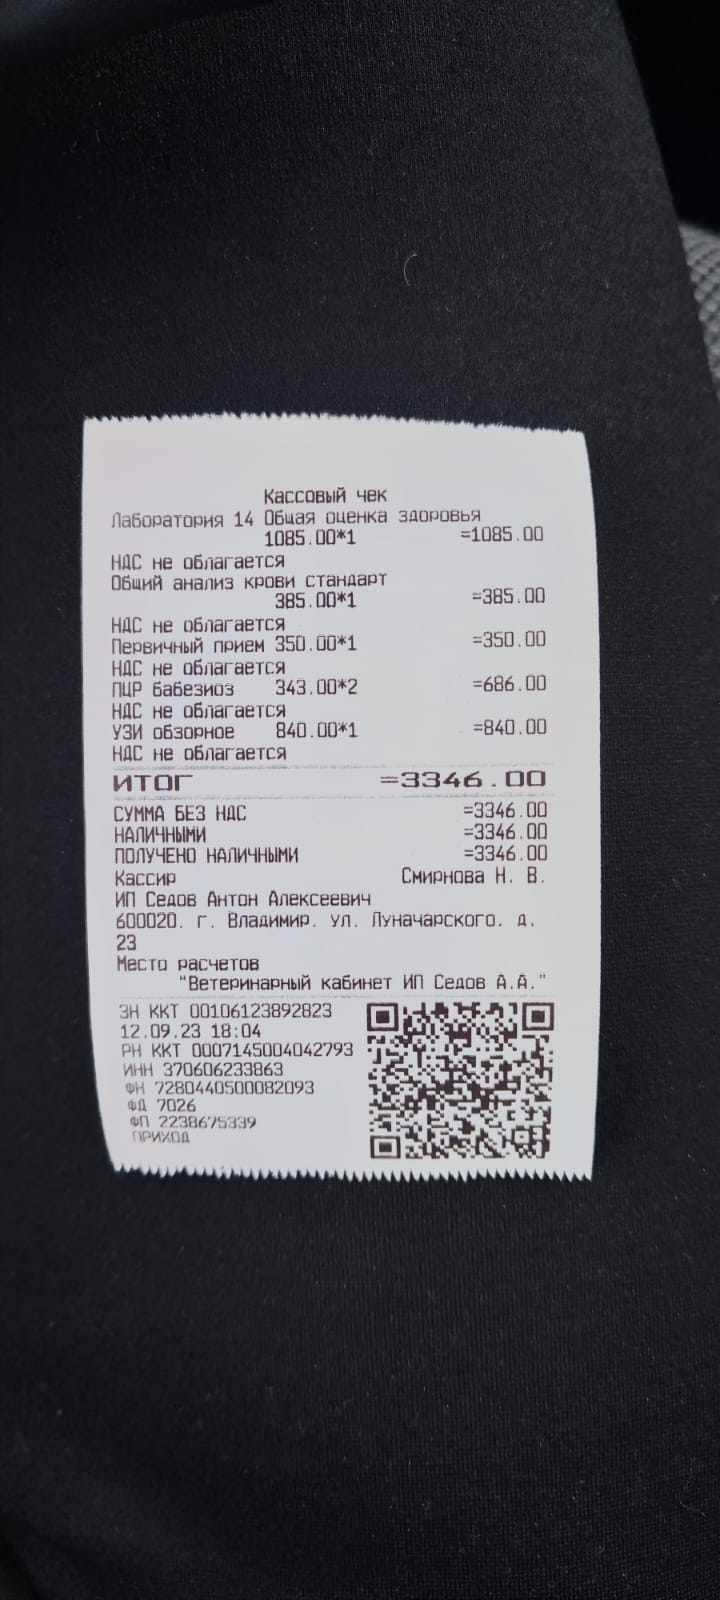 Кассовый чек
Лаборатория 14 Общая оценка здоровья
1085.00*1 =1085.00
НДС не облагается
Общий анализ крови стандарт
385.00*1 =385.00
НДС не облагается
Первичный прием 350.00*1 =350.00
НДС не облагается
ПЦР бабезиоз 343.00*2 =686.00
НДС не облагается
УЗИ обзорное 840.00*1 =840.00
НДС не облагается
ИТОГ =3346.00
СУММА БЕЗ НДС =3346.00
НАЛИЧНЫМИ =3346.00
ПОЛУЧЕНО НАЛИЧНЫМИ =3346.00
Кассир Смирнова Н. В.
ИП Седов Антон Алексеевич
600020. г. Владимир. ул. Луначарского. д.
23
Место расчетов
"Ветеринарный кабинет ИП Седов А.А."
ЗН ККТ 00106123892823
12.09.23 18:04
РН ККТ 0007145004042793
ИНН 370606233863
ФН 7280440500082093
ФД 7026
ФП 2238675339
ПРИХОД